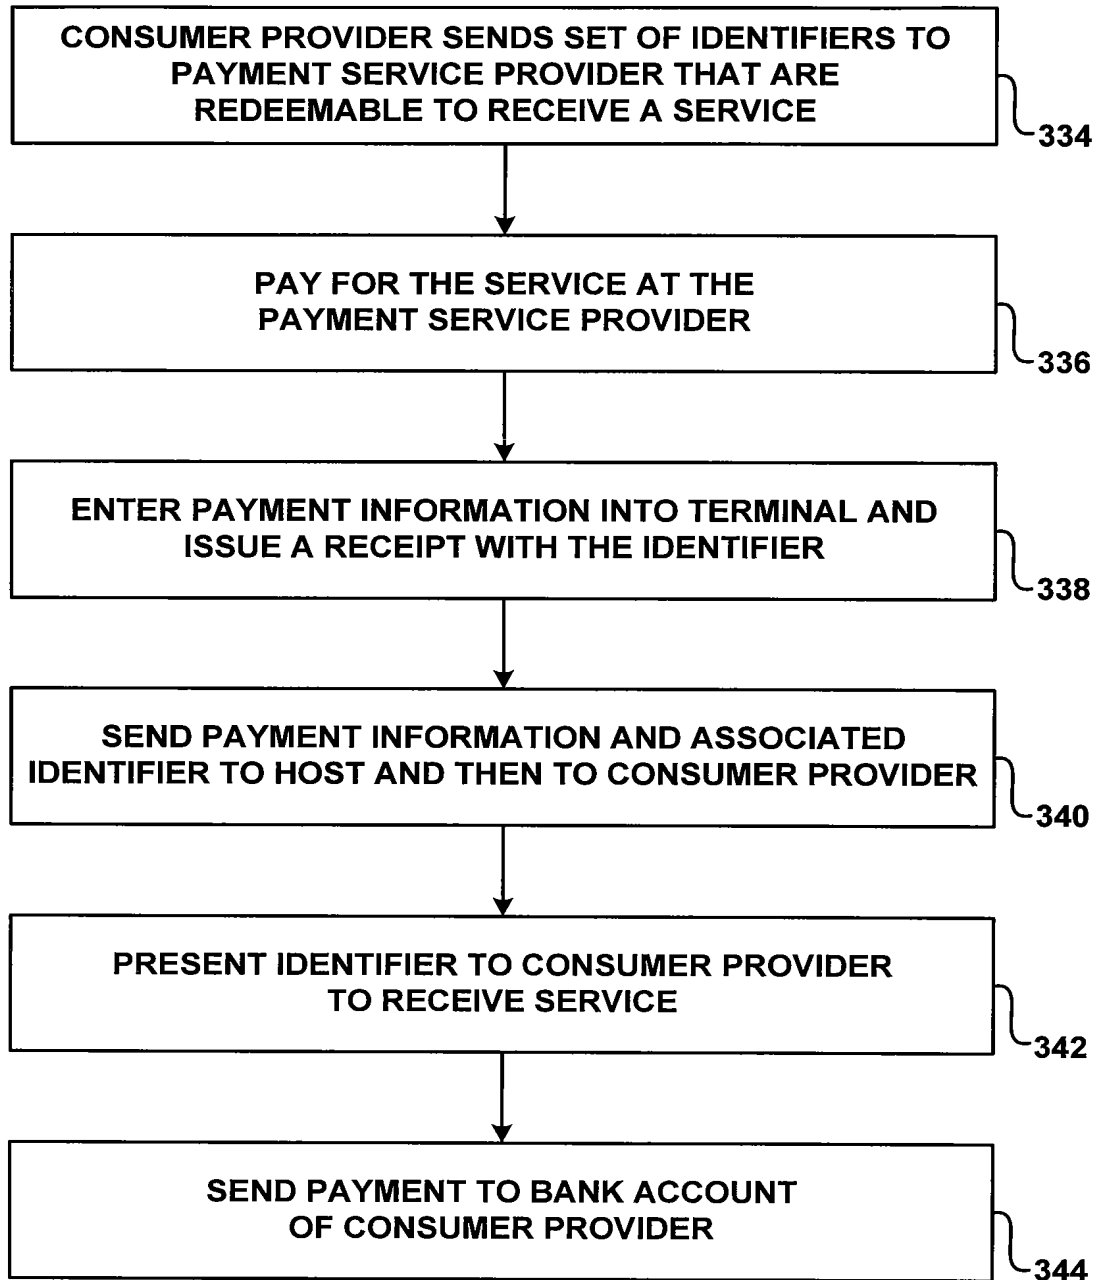 CONSUMER PROVIDER SENDS SET OF IDENTIFIERS TO
PAYMENT SERVICE PROVIDER THAT ARE
REDEEMABLE TO RECEIVE A SERVICE
334
PAY FOR THE SERVICE AT THE
PAYMENT SERVICE PROVIDER
336
ENTER PAYMENT INFORMATION INTO TERMINAL AND
ISSUE A RECEIPT WITH THE IDENTIFIER
338
SEND PAYMENT INFORMATION AND ASSOCIATED
IDENTIFIER TO HOST AND THEN TO CONSUMER PROVIDER
340
PRESENT IDENTIFIER TO CONSUMER PROVIDER
TO RECEIVE SERVICE
342
SEND PAYMENT TO BANK ACCOUNT
OF CONSUMER PROVIDER
344